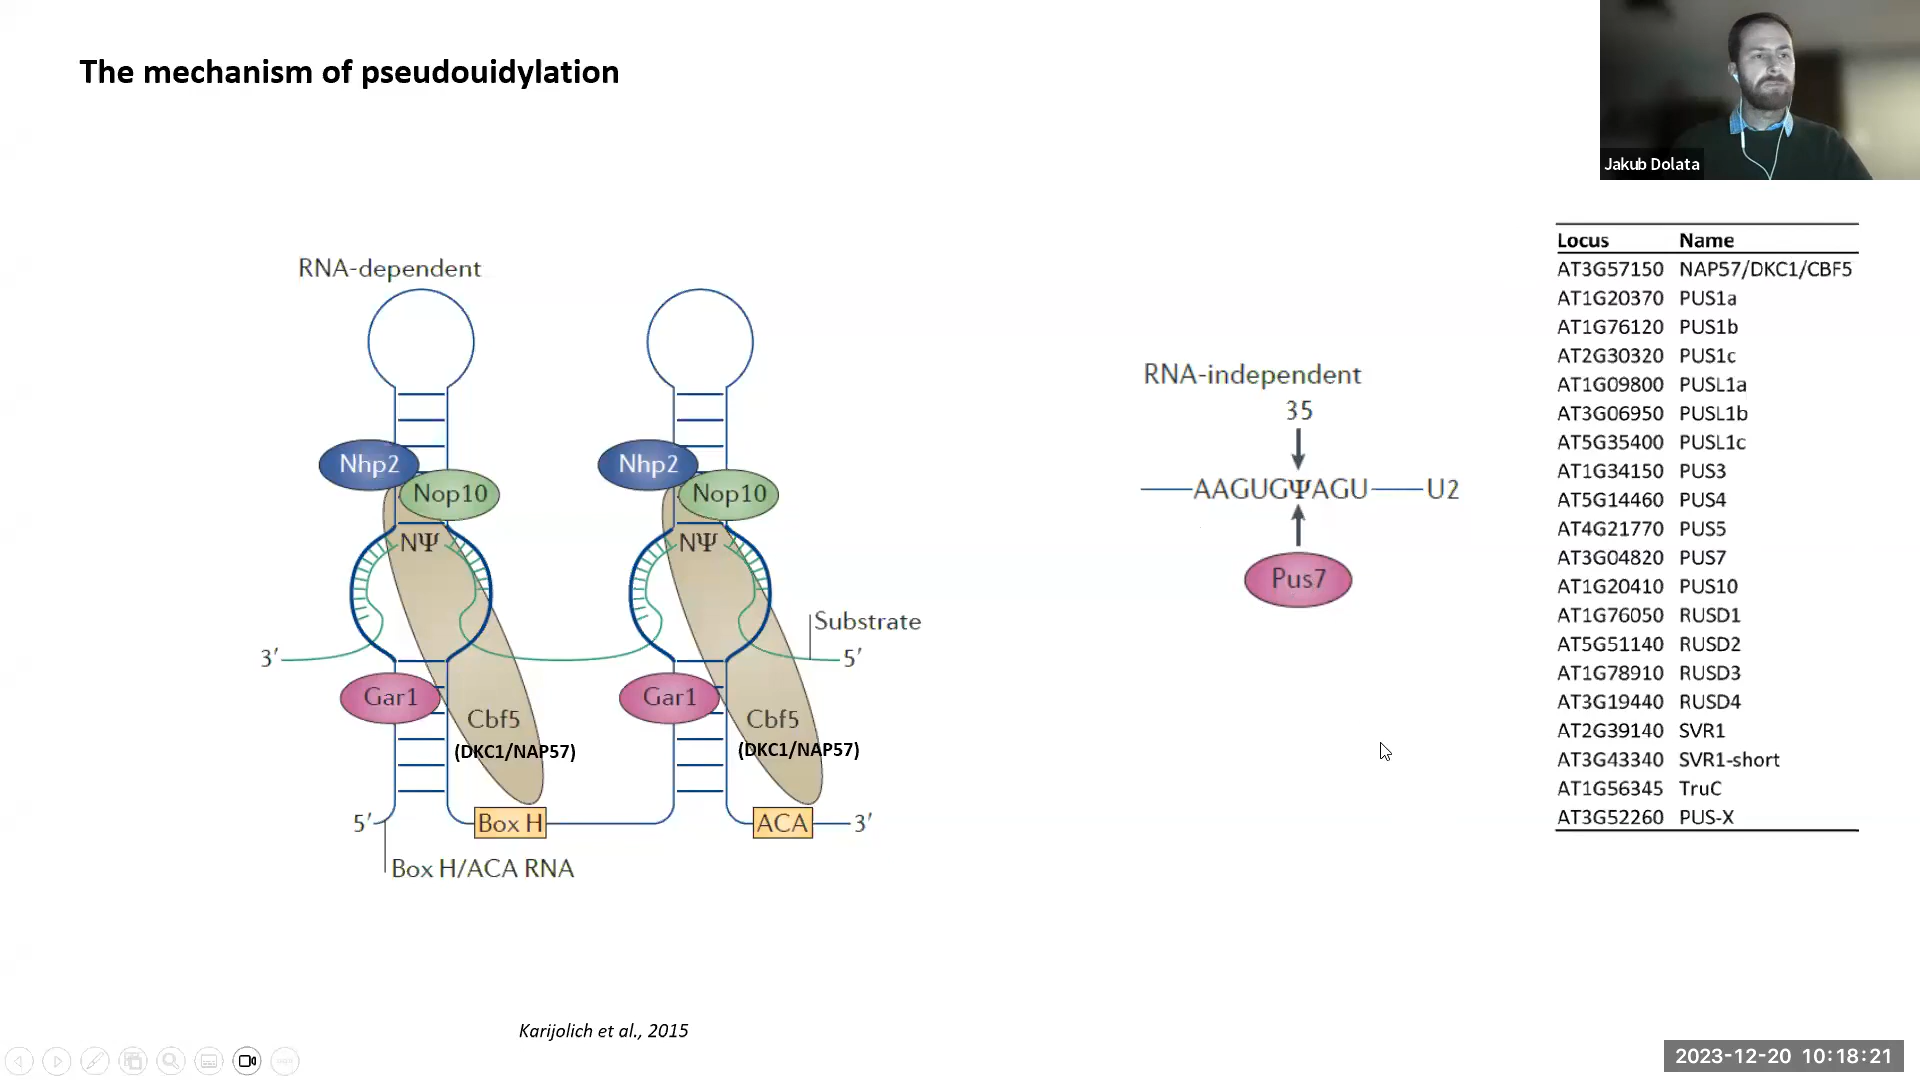 The mechanism of pseudouidylation
Jakub Dolata
RNA-dependent
Nhp2
Nop10
NΨ
Nhp2
Nop10
NΨ
Substrate
3′
5′
Gar1
Cbf5
(DKC1/NAP57)
Gar1
Cbf5
(DKC1/NAP57)
5′
Box H
ACA
3′
Box H/ACA RNA
RNA-independent
35
AAGUGΨAGU
U2
Pus7
Locus Name
AT3G57150 NAP57/DKC1/CBF5
AT1G20370 PUS1a
AT1G76120 PUS1b
AT2G30320 PUS1c
AT1G09800 PUSL1a
AT3G06950 PUSL1b
AT5G35400 PUSL1c
AT1G34150 PUS3
AT5G14460 PUS4
AT4G21770 PUS5
AT3G04820 PUS7
AT1G20410 PUS10
AT1G76050 RUSD1
AT5G51140 RUSD2
AT1G78910 RUSD3
AT3G19440 RUSD4
AT2G39140 SVR1
AT3G43340 SVR1-short
AT1G56345 TruC
AT3G52260 PUS-X
Karijolich et al., 2015
2023-12-20 10:18:21